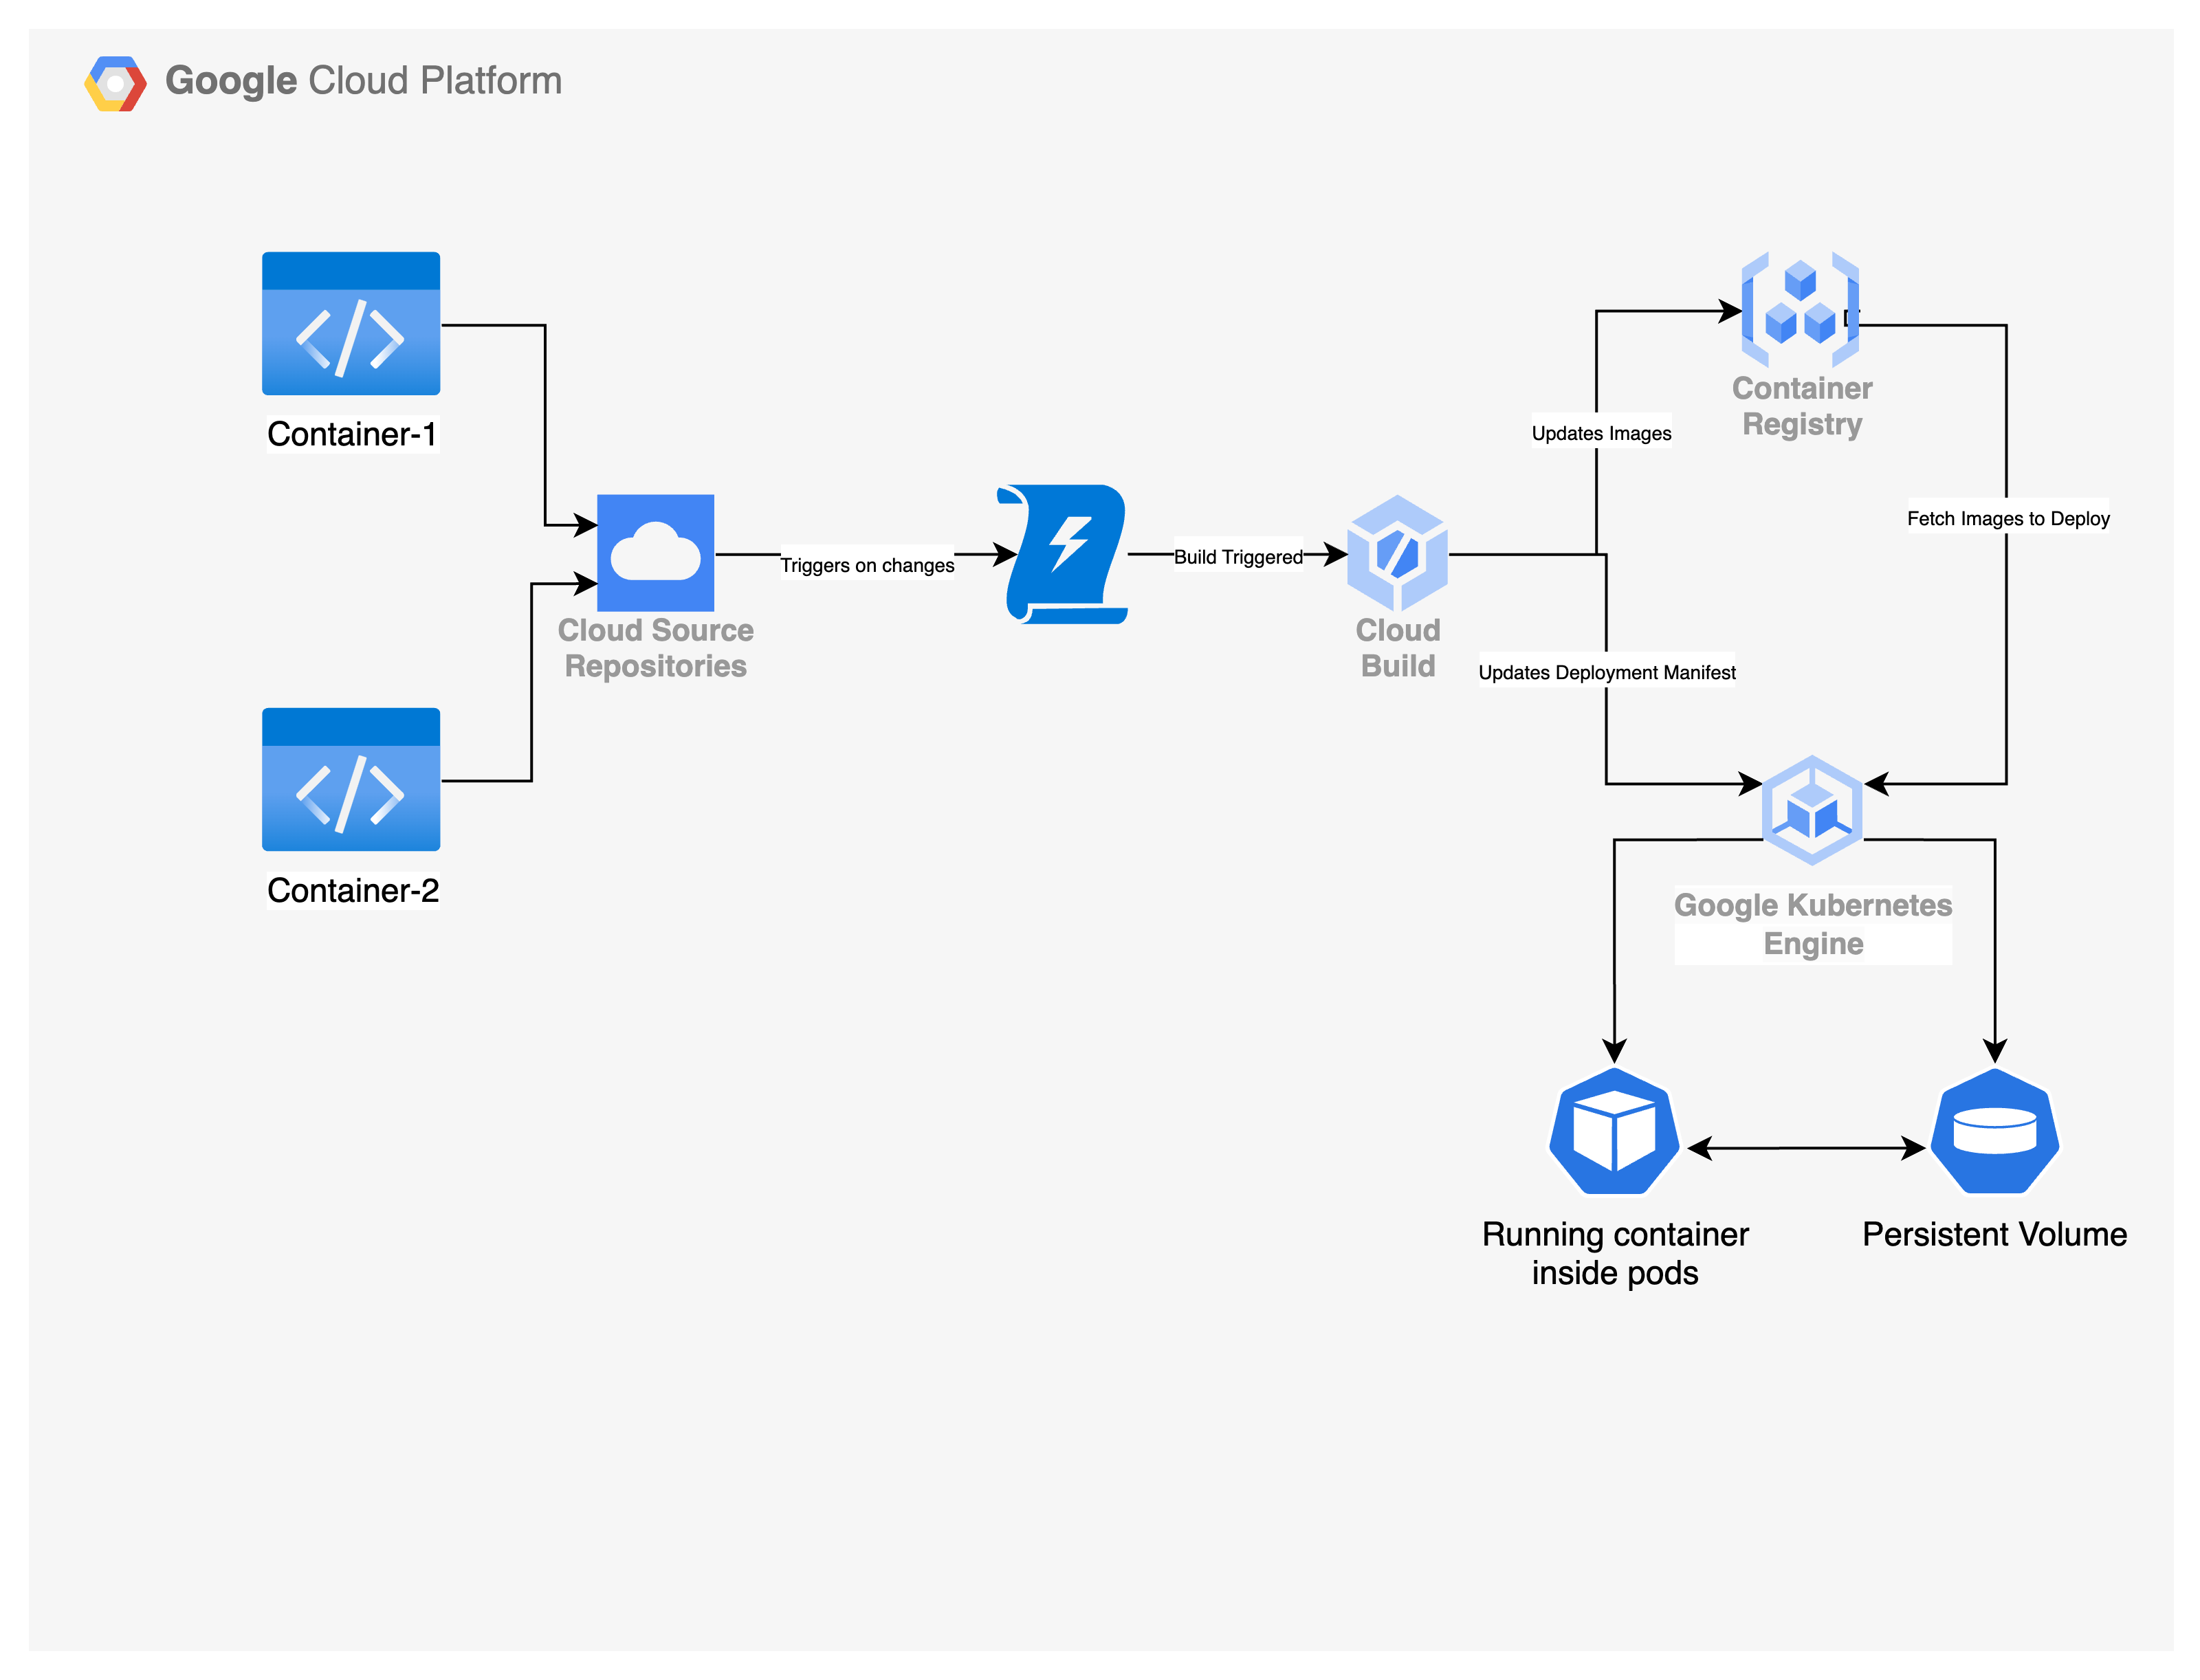 Google Cloud Platform
Container-1
Container-2
Cloud Source
Repositories
Triggers on changes
Build Triggered
Cloud
Build
Updates Images
Updates Deployment Manifest
Container
Registry
Fetch Images to Deploy
Google Kubernetes
Engine
Running container
inside pods
Persistent Volume